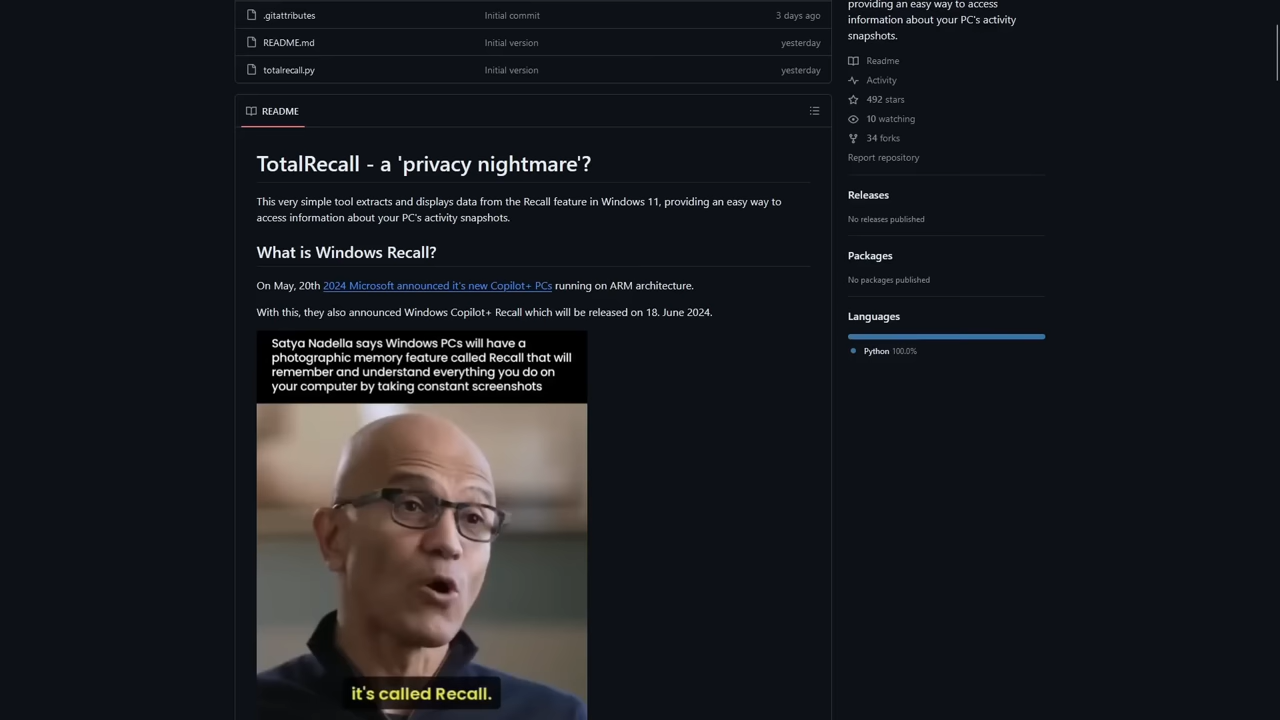 .gitattributes Initial commit 3 days ago
README.md Initial version yesterday
totalrecall.py Initial version yesterday
README
TotalRecall - a 'privacy nightmare'?
This very simple tool extracts and displays data from the Recall feature in Windows 11, providing an easy way to
access information about your PC's activity snapshots.
What is Windows Recall?
On May, 20th 2024 Microsoft announced it's new Copilot+ PCs running on ARM architecture.
With this, they also announced Windows Copilot+ Recall which will be released on 18. June 2024.
Satya Nadella says Windows PCs will have a
photographic memory feature called Recall that will
remember and understand everything you do on
your computer by taking constant screenshots
it's called Recall.
providing an easy way to access
information about your PC's activity
snapshots.
Readme
Activity
492 stars
10 watching
34 forks
Report repository
Releases
No releases published
Packages
No packages published
Languages
Python 100.0%